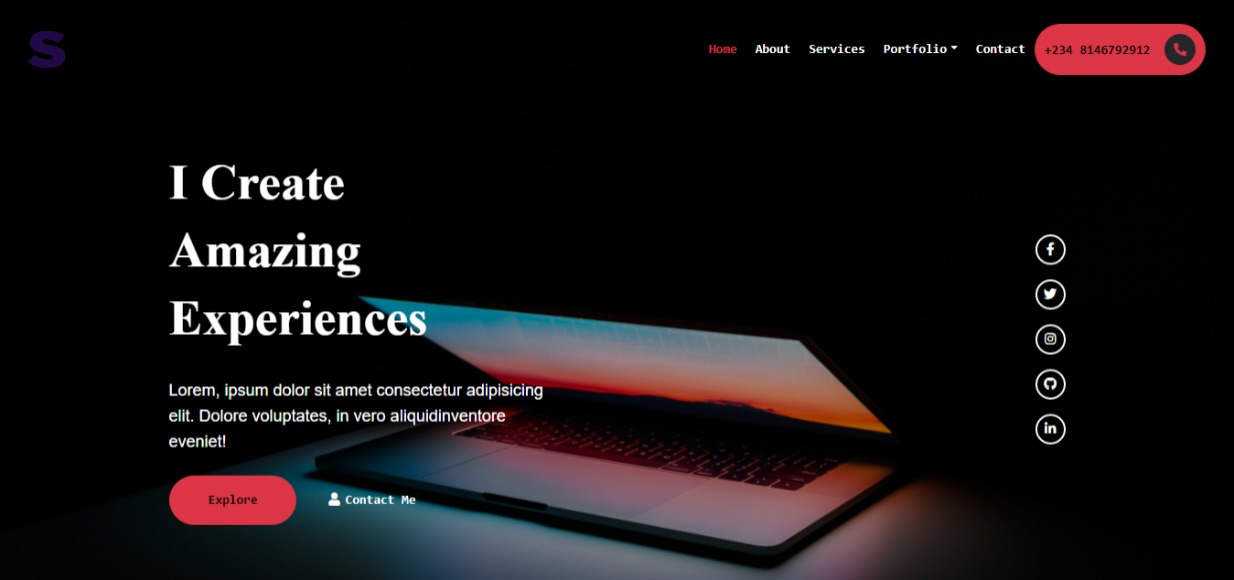 S
Home About Services Portfolio Contact +234 8146792912
I Create
Amazing
Experiences
Lorem, ipsum dolor sit amet consectetur adipisicing
elit. Dolore voluptates, in vero aliquidinventore
eveniet!
Explore Contact Me